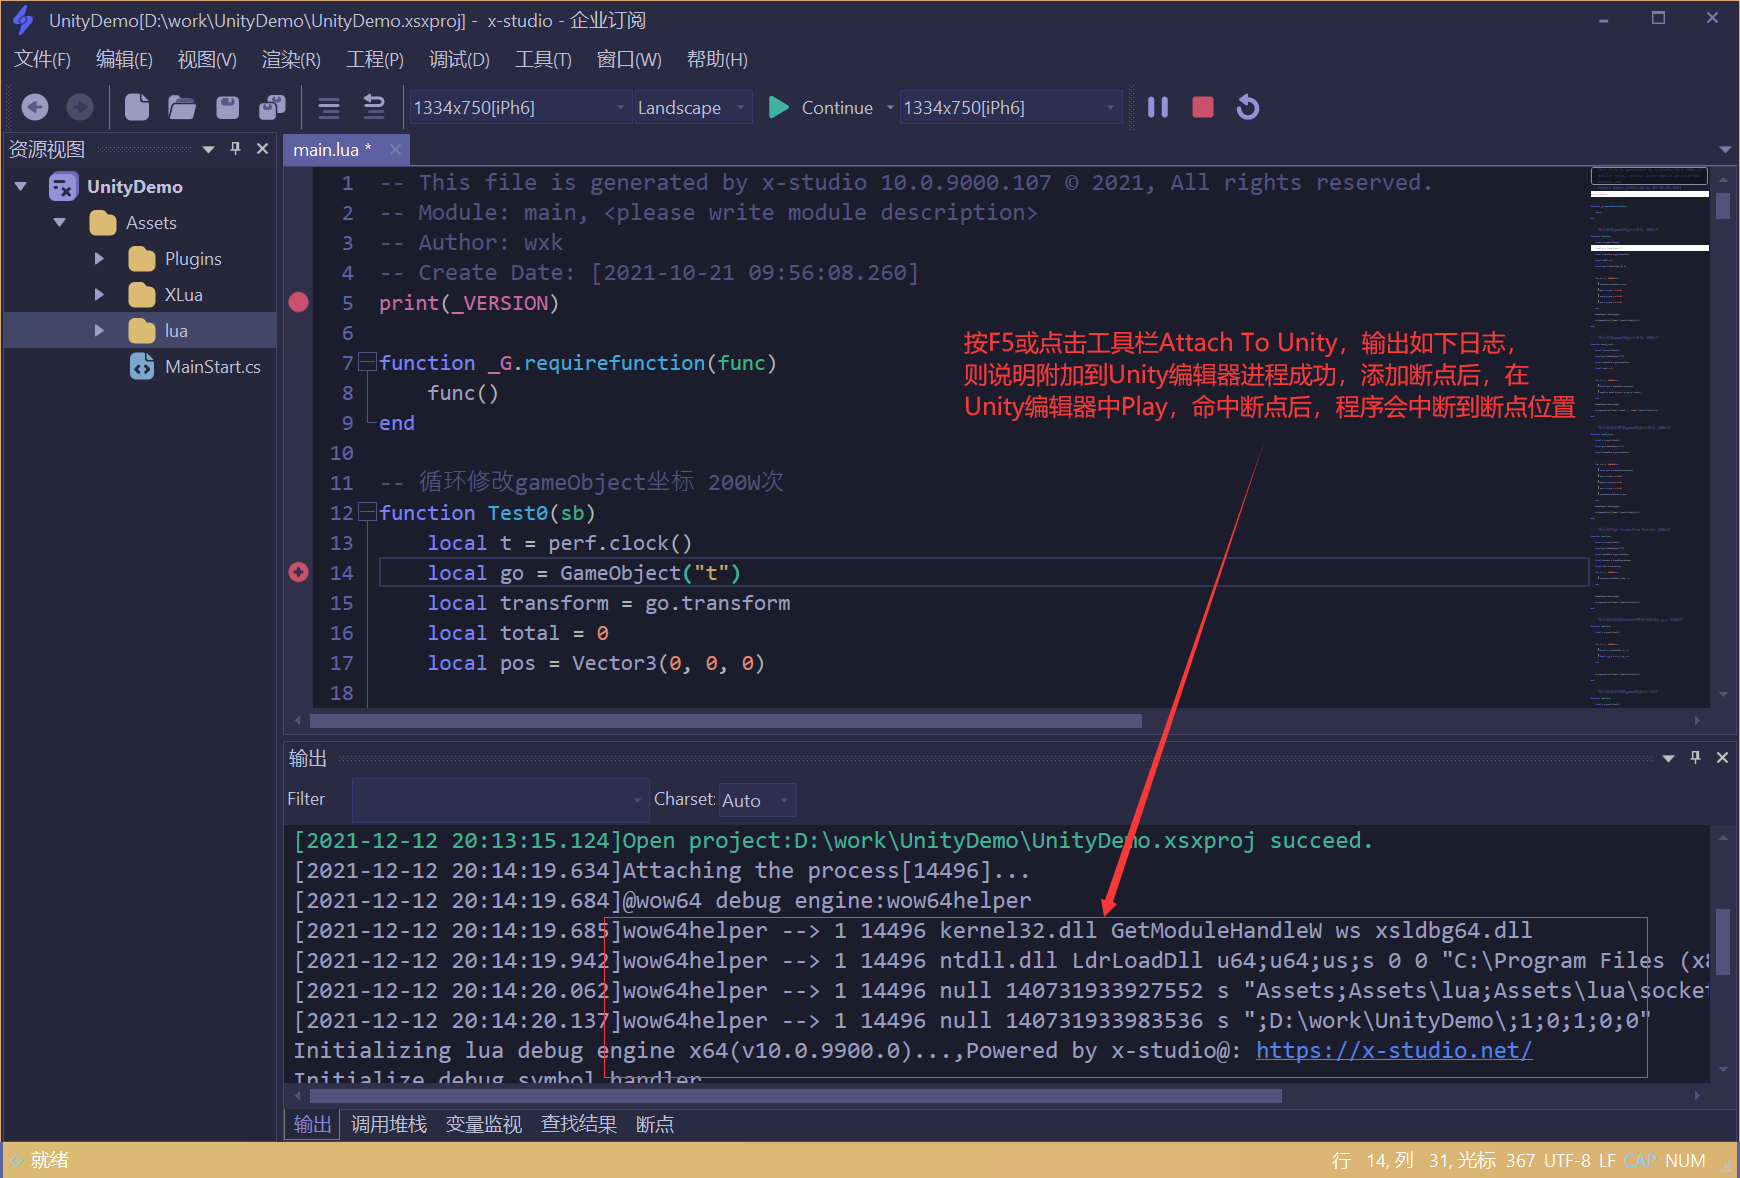 UnityDemo[D:\work\UnityDemo\UnityDemo.xsxproj] - x-studio - 企业订阅
文件(F) 编辑(E) 视图(V) 渲染(R) 工程(P) 调试(D) 工具(T) 窗口(W) 帮助(H)
1334x750[iPh6] Landscape Continue 1334x750[iPh6]
资源视图
UnityDemo
Assets
Plugins
XLua
lua
MainStart.cs
main.lua *
1 -- This file is generated by x-studio 10.0.9000.107 © 2021, All rights reserved.
2 -- Module: main, <please write module description>
3 -- Author: wxk
4 -- Create Date: [2021-10-21 09:56:08.260]
5 print(_VERSION)
6
7 function _G.requirefunction(func)
8 func()
9 end
10
11 -- 循环修改gameObject坐标 200W次
12 function Test0(sb)
13 local t = perf.clock()
14 local go = GameObject("t")
15 local transform = go.transform
16 local total = 0
17 local pos = Vector3(0, 0, 0)
18
按F5或点击工具栏Attach To Unity，输出如下日志，
则说明附加到Unity编辑器进程成功，添加断点后，在
Unity编辑器中Play，命中断点后，程序会中断到断点位置
输出
Filter Charset: Auto
[2021-12-12 20:13:15.124]Open project:D:\work\UnityDemo\UnityDemo.xsxproj succeed.
[2021-12-12 20:14:19.634]Attaching the process[14496]...
[2021-12-12 20:14:19.684]@wow64 debug engine:wow64helper
[2021-12-12 20:14:19.685]wow64helper --> 1 14496 kernel32.dll GetModuleHandleW ws xsldbg64.dll
[2021-12-12 20:14:19.942]wow64helper --> 1 14496 ntdll.dll LdrLoadDll u64;u64;us;s 0 0 "C:\Program Files (x8
[2021-12-12 20:14:20.062]wow64helper --> 1 14496 null 140731933927552 s "Assets;Assets\lua;Assets\lua\socket
[2021-12-12 20:14:20.137]wow64helper --> 1 14496 null 140731933983536 s ";D:\work\UnityDemo\;1;0;1;0;0"
Initializing lua debug engine x64(v10.0.9900.0)...,Powered by x-studio@: https://x-studio.net/
Initialize debug symbol handler
输出 调用堆栈 变量监视 查找结果 断点
就绪
行 14, 列 31, 光标 367 UTF-8 LF CAP NUM